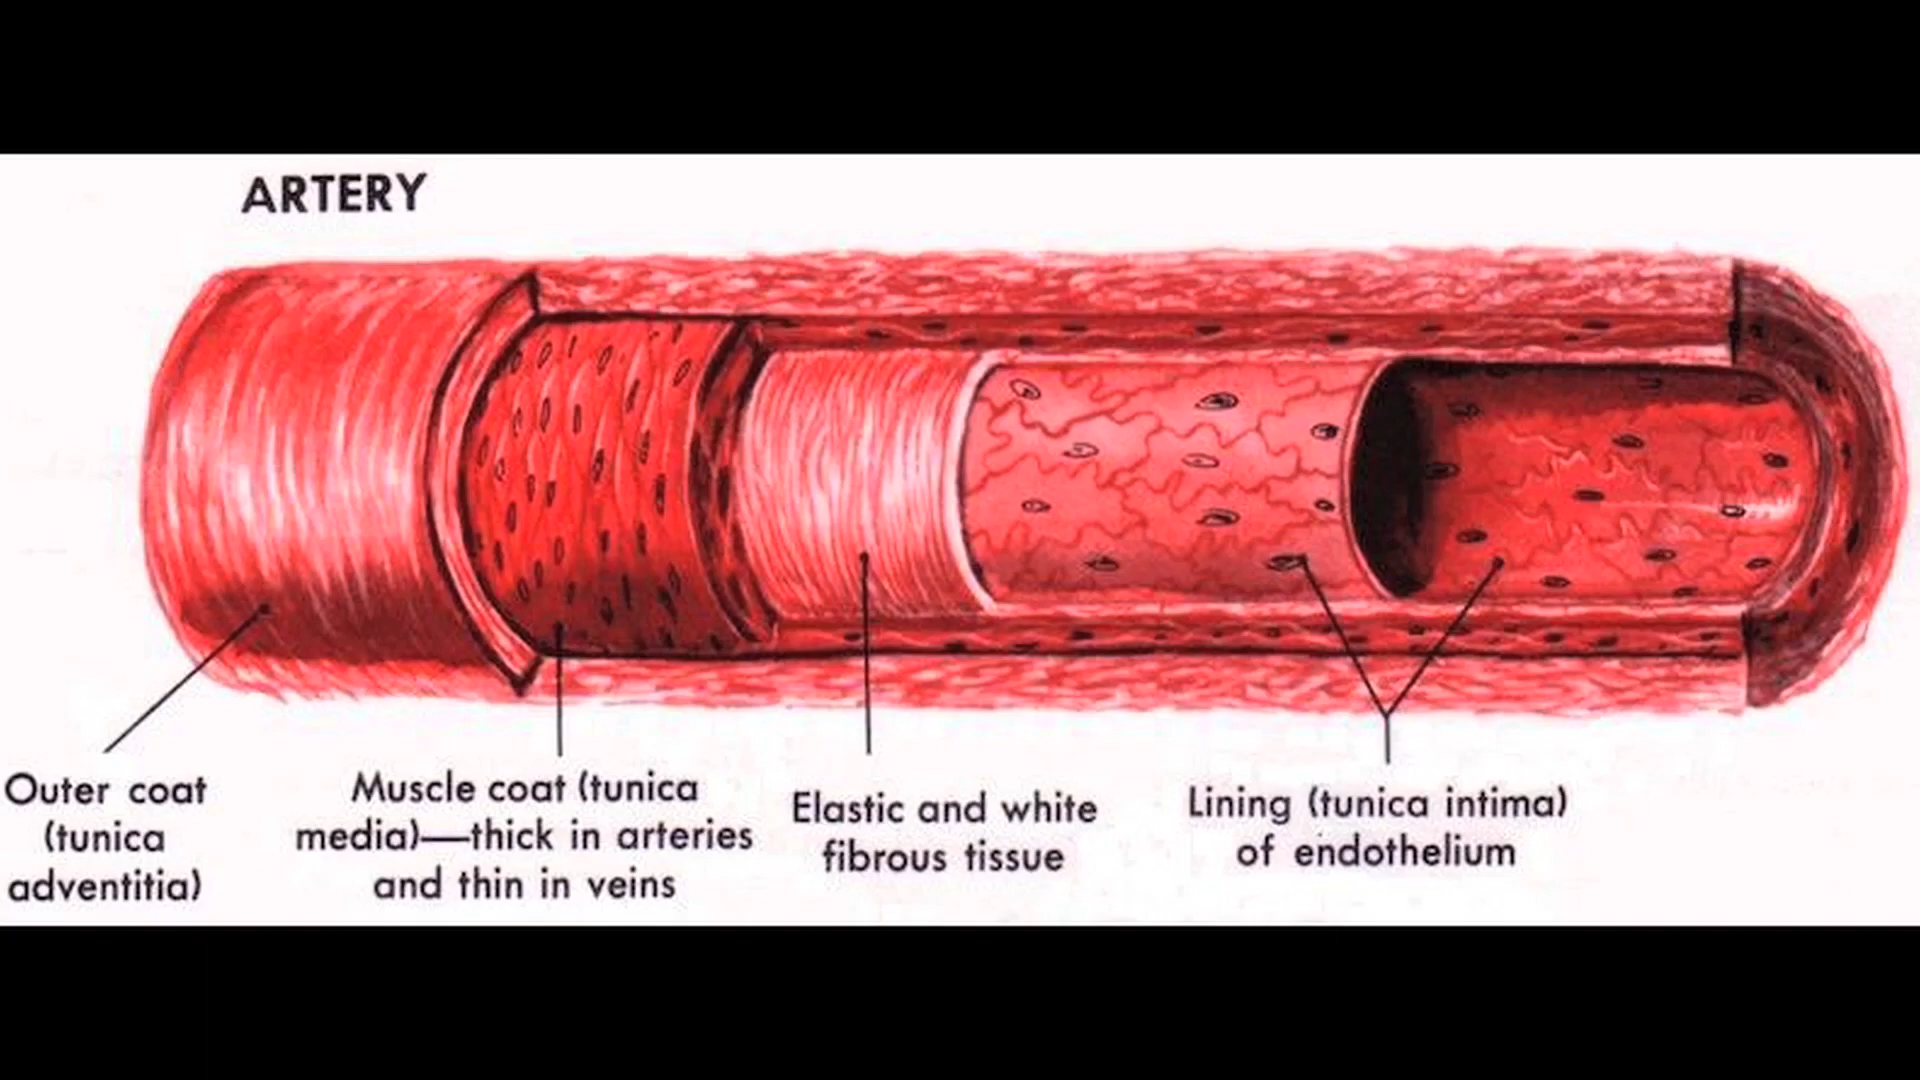 ARTERY
Outer coat
(tunica
adventitia)
Muscle coat (tunica
media)—thick in arteries
and thin in veins
Elastic and white
fibrous tissue
Lining (tunica intima)
of endothelium